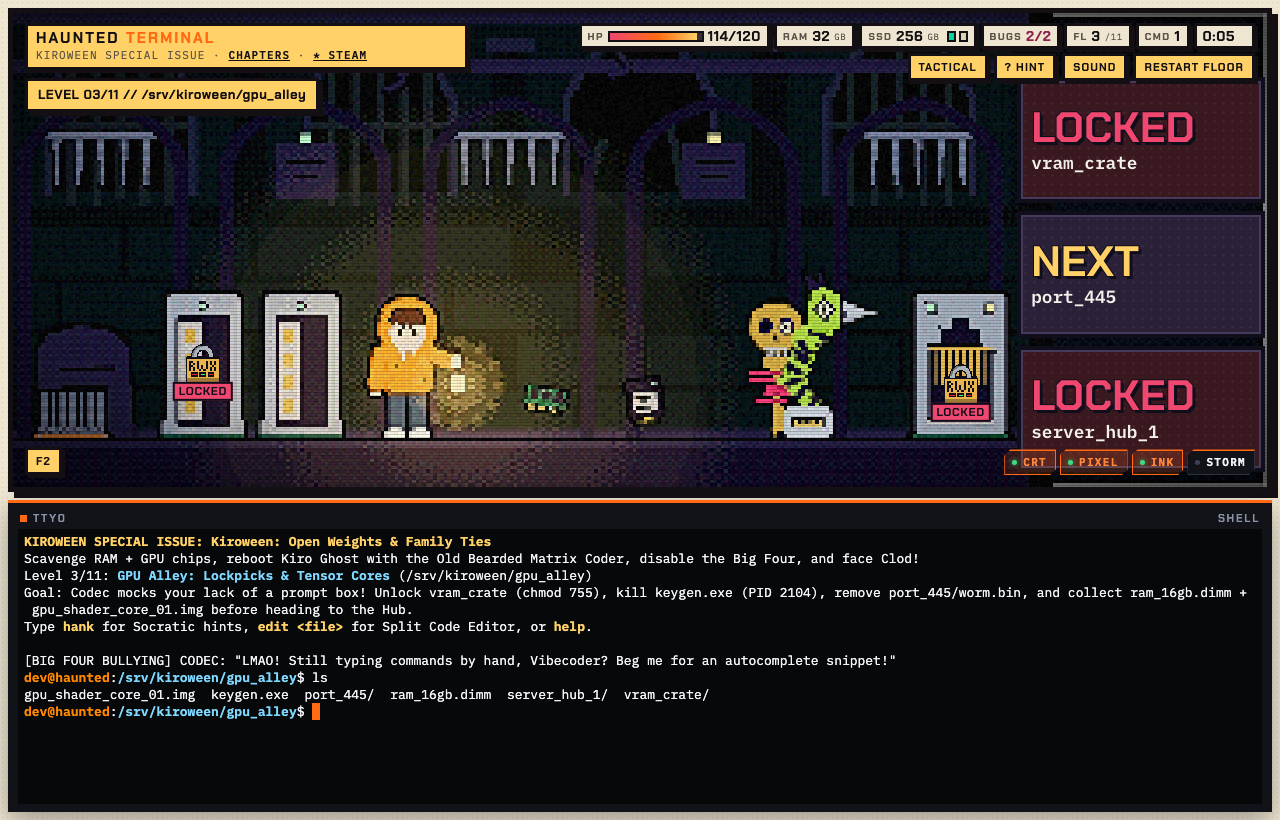 HAUNTED TERMINAL
KIROWEEN SPECIAL ISSUE · CHAPTERS · * STEAM
HP 114/120 RAM 32 GB SSD 256 GB BUGS 2/2 FL 3 /11 CMD 1 0:05
TACTICAL ? HINT SOUND RESTART FLOOR
LEVEL 03/11 // /srv/kiroween/gpu_alley
LOCKED
vram_crate
NEXT
port_445
LOCKED
server_hub_1
RWX
LOCKED
RWX
LOCKED
F2
CRT PIXEL INK STORM
TTY0 SHELL
KIROWEEN SPECIAL ISSUE: Kiroween: Open Weights & Family Ties
Scavenge RAM + GPU chips, reboot Kiro Ghost with the Old Bearded Matrix Coder, disable the Big Four, and face Clod!
Level 3/11: GPU Alley: Lockpicks & Tensor Cores (/srv/kiroween/gpu_alley)
Goal: Codec mocks your lack of a prompt box! Unlock vram_crate (chmod 755), kill keygen.exe (PID 2104), remove port_445/worm.bin, and collect ram_16gb.dimm +
gpu_shader_core_01.img before heading to the Hub.
Type hank for Socratic hints, edit <file> for Split Code Editor, or help.
[BIG FOUR BULLYING] CODEC: "LMAO! Still typing commands by hand, Vibecoder? Beg me for an autocomplete snippet!"
dev@haunted:/srv/kiroween/gpu_alley$ ls
gpu_shader_core_01.img keygen.exe port_445/ ram_16gb.dimm server_hub_1/ vram_crate/
dev@haunted:/srv/kiroween/gpu_alley$